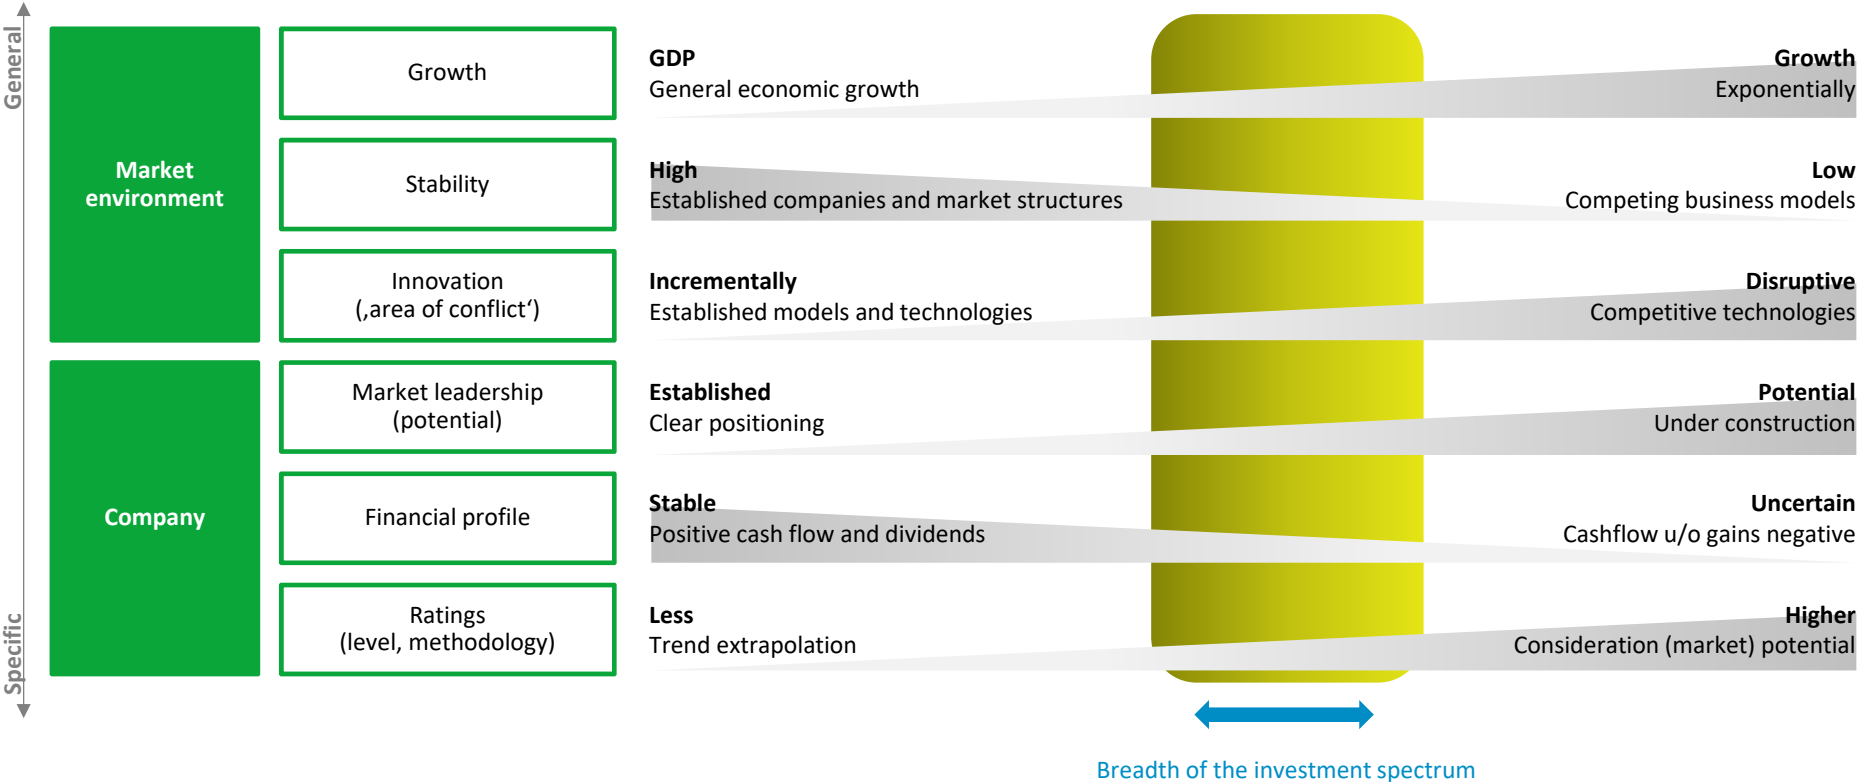 General
Market
environment
Growth
GDP
General economic growth
Growth
Exponentially
Stability
High
Established companies and market structures
Low
Competing business models
Innovation
(‚area of conflict‘)
Incrementally
Established models and technologies
Disruptive
Competitive technologies
Company
Market leadership
(potential)
Established
Clear positioning
Potential
Under construction
Financial profile
Stable
Positive cash flow and dividends
Uncertain
Cashflow u/o gains negative
Specific
Ratings
(level, methodology)
Less
Trend extrapolation
Higher
Consideration (market) potential
Breadth of the investment spectrum